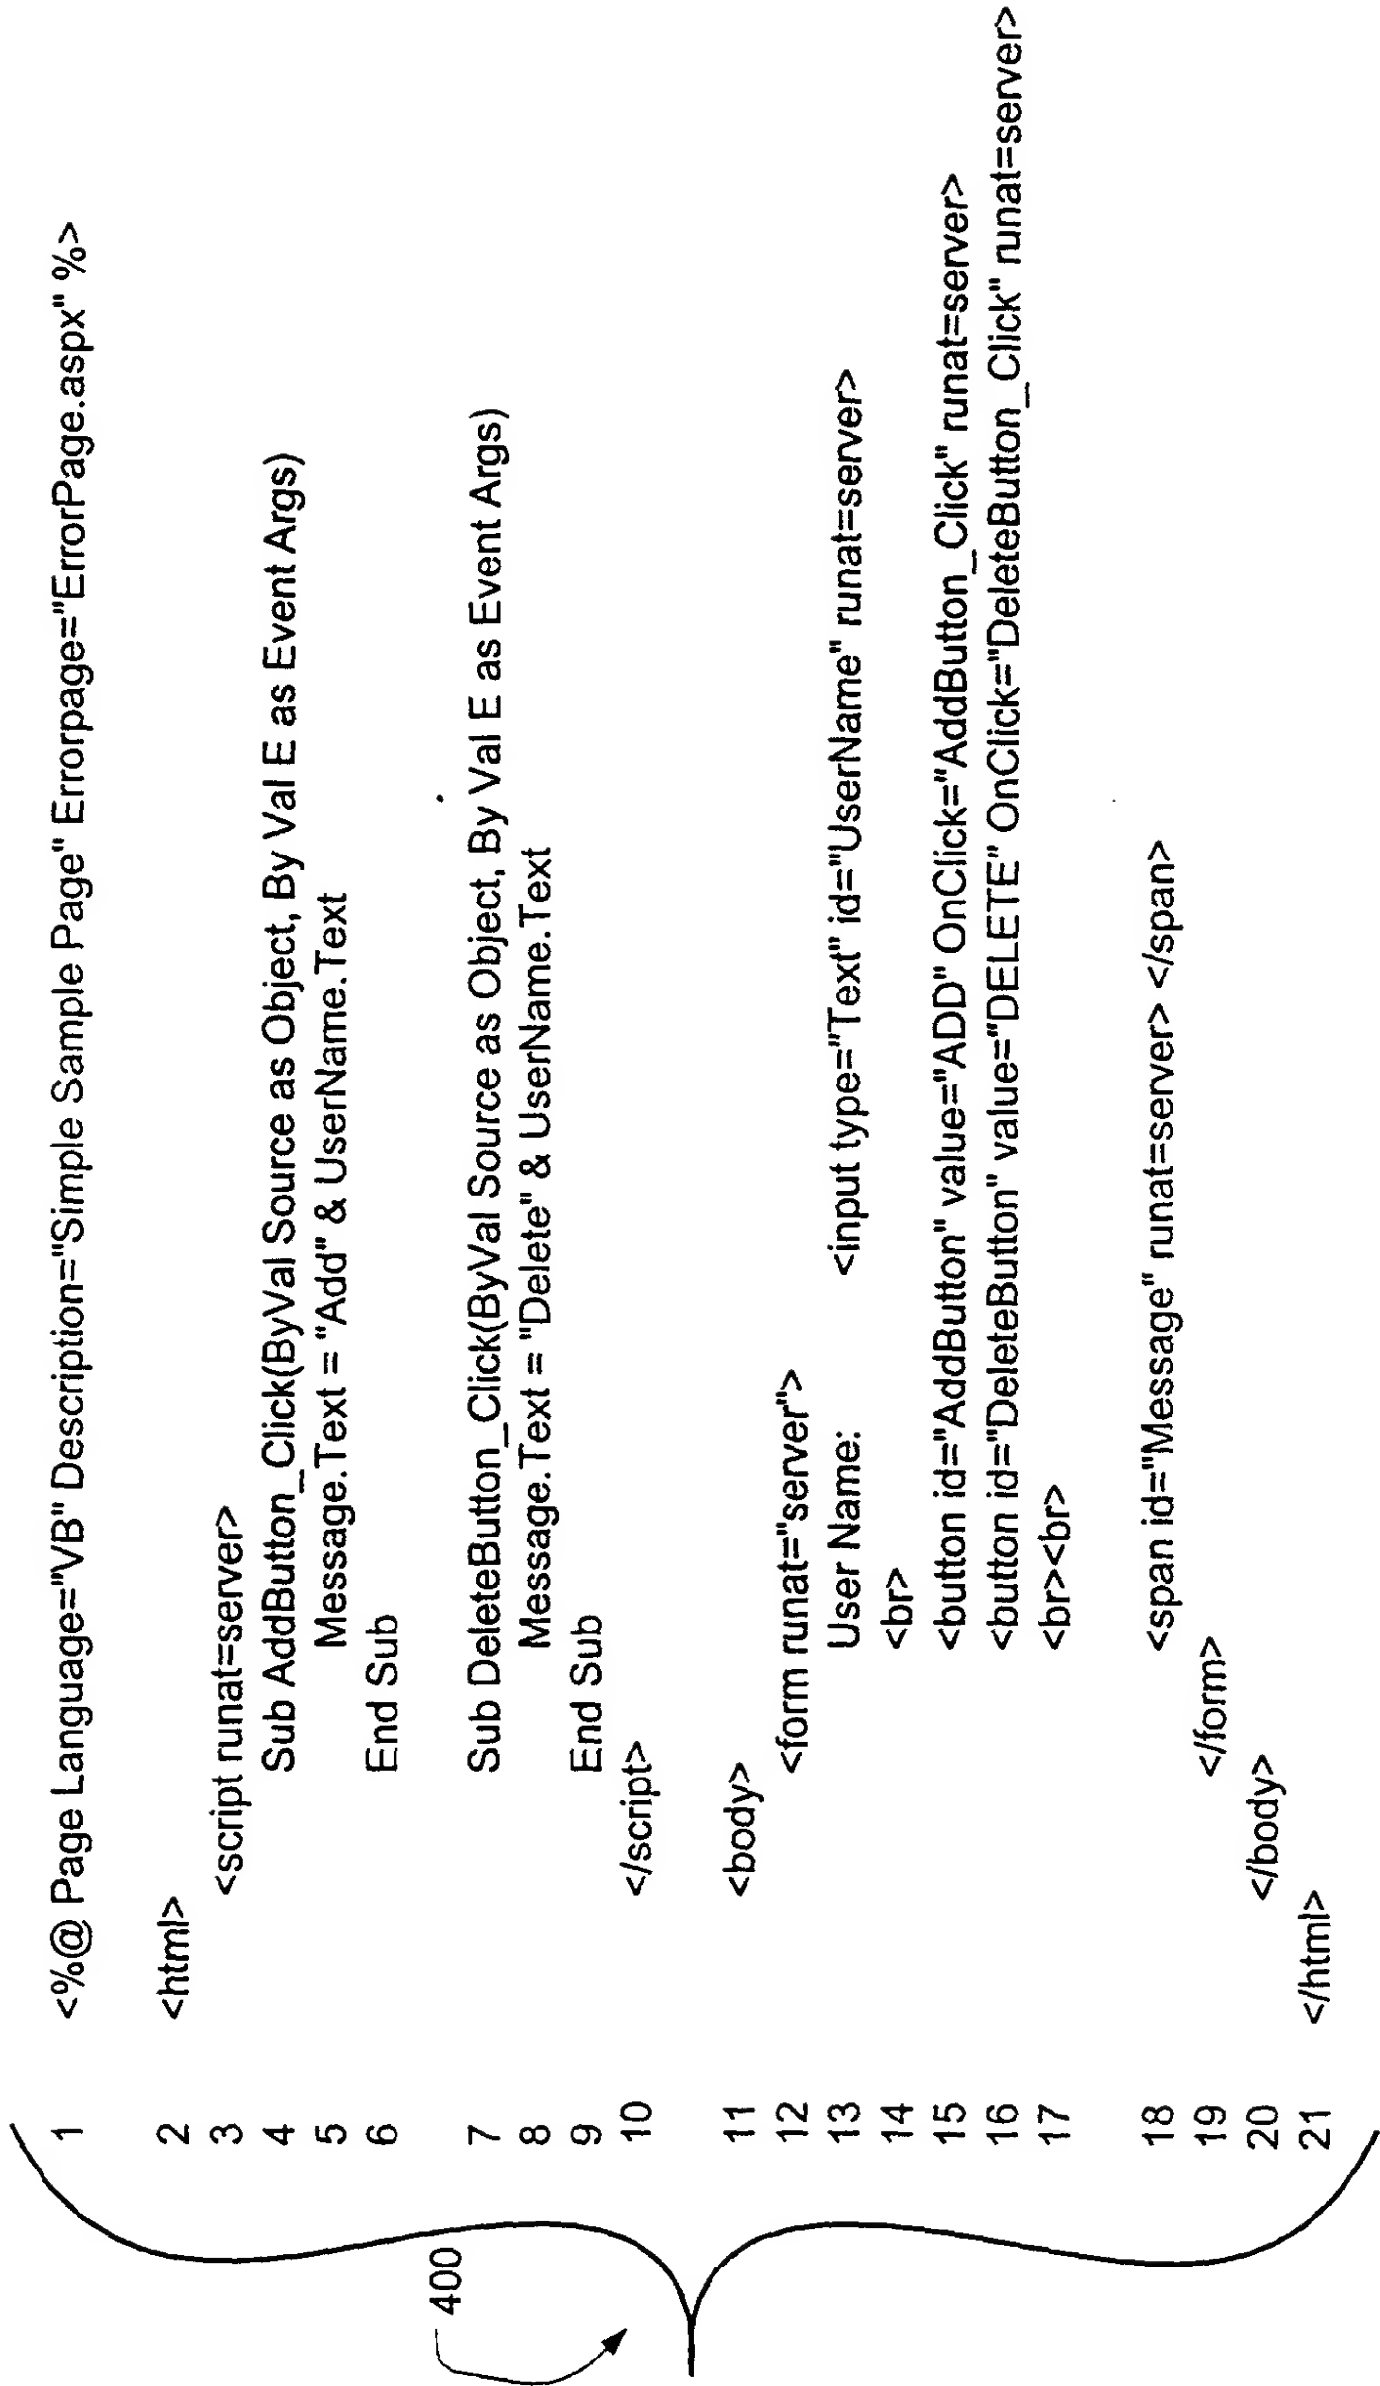 400
1 <%@ Page Language="VB" Description="Simple Sample Page" Errorpage="ErrorPage.aspx" %>
2 <html>
3 <script runat=server>
4 Sub AddButton_Click(ByVal Source as Object, By Val E as Event Args)
5 Message.Text = "Add" & UserName.Text
6 End Sub
7 Sub DeleteButton_Click(ByVal Source as Object, By Val E as Event Args)
8 Message.Text = "Delete" & UserName.Text
9 End Sub
10 </script>
11 <body>
12 <form runat="server">
13 User Name: <input type="Text" id="UserName" runat=server>
14 <br>
15 <button id="AddButton" value="ADD" OnClick="AddButton_Click" runat=server>
16 <button id="DeleteButton" value="DELETE" OnClick="DeleteButton_Click" runat=server>
17 <br><br>
18 <span id="Message" runat=server> </span>
19 </form>
20 </body>
21 </html>